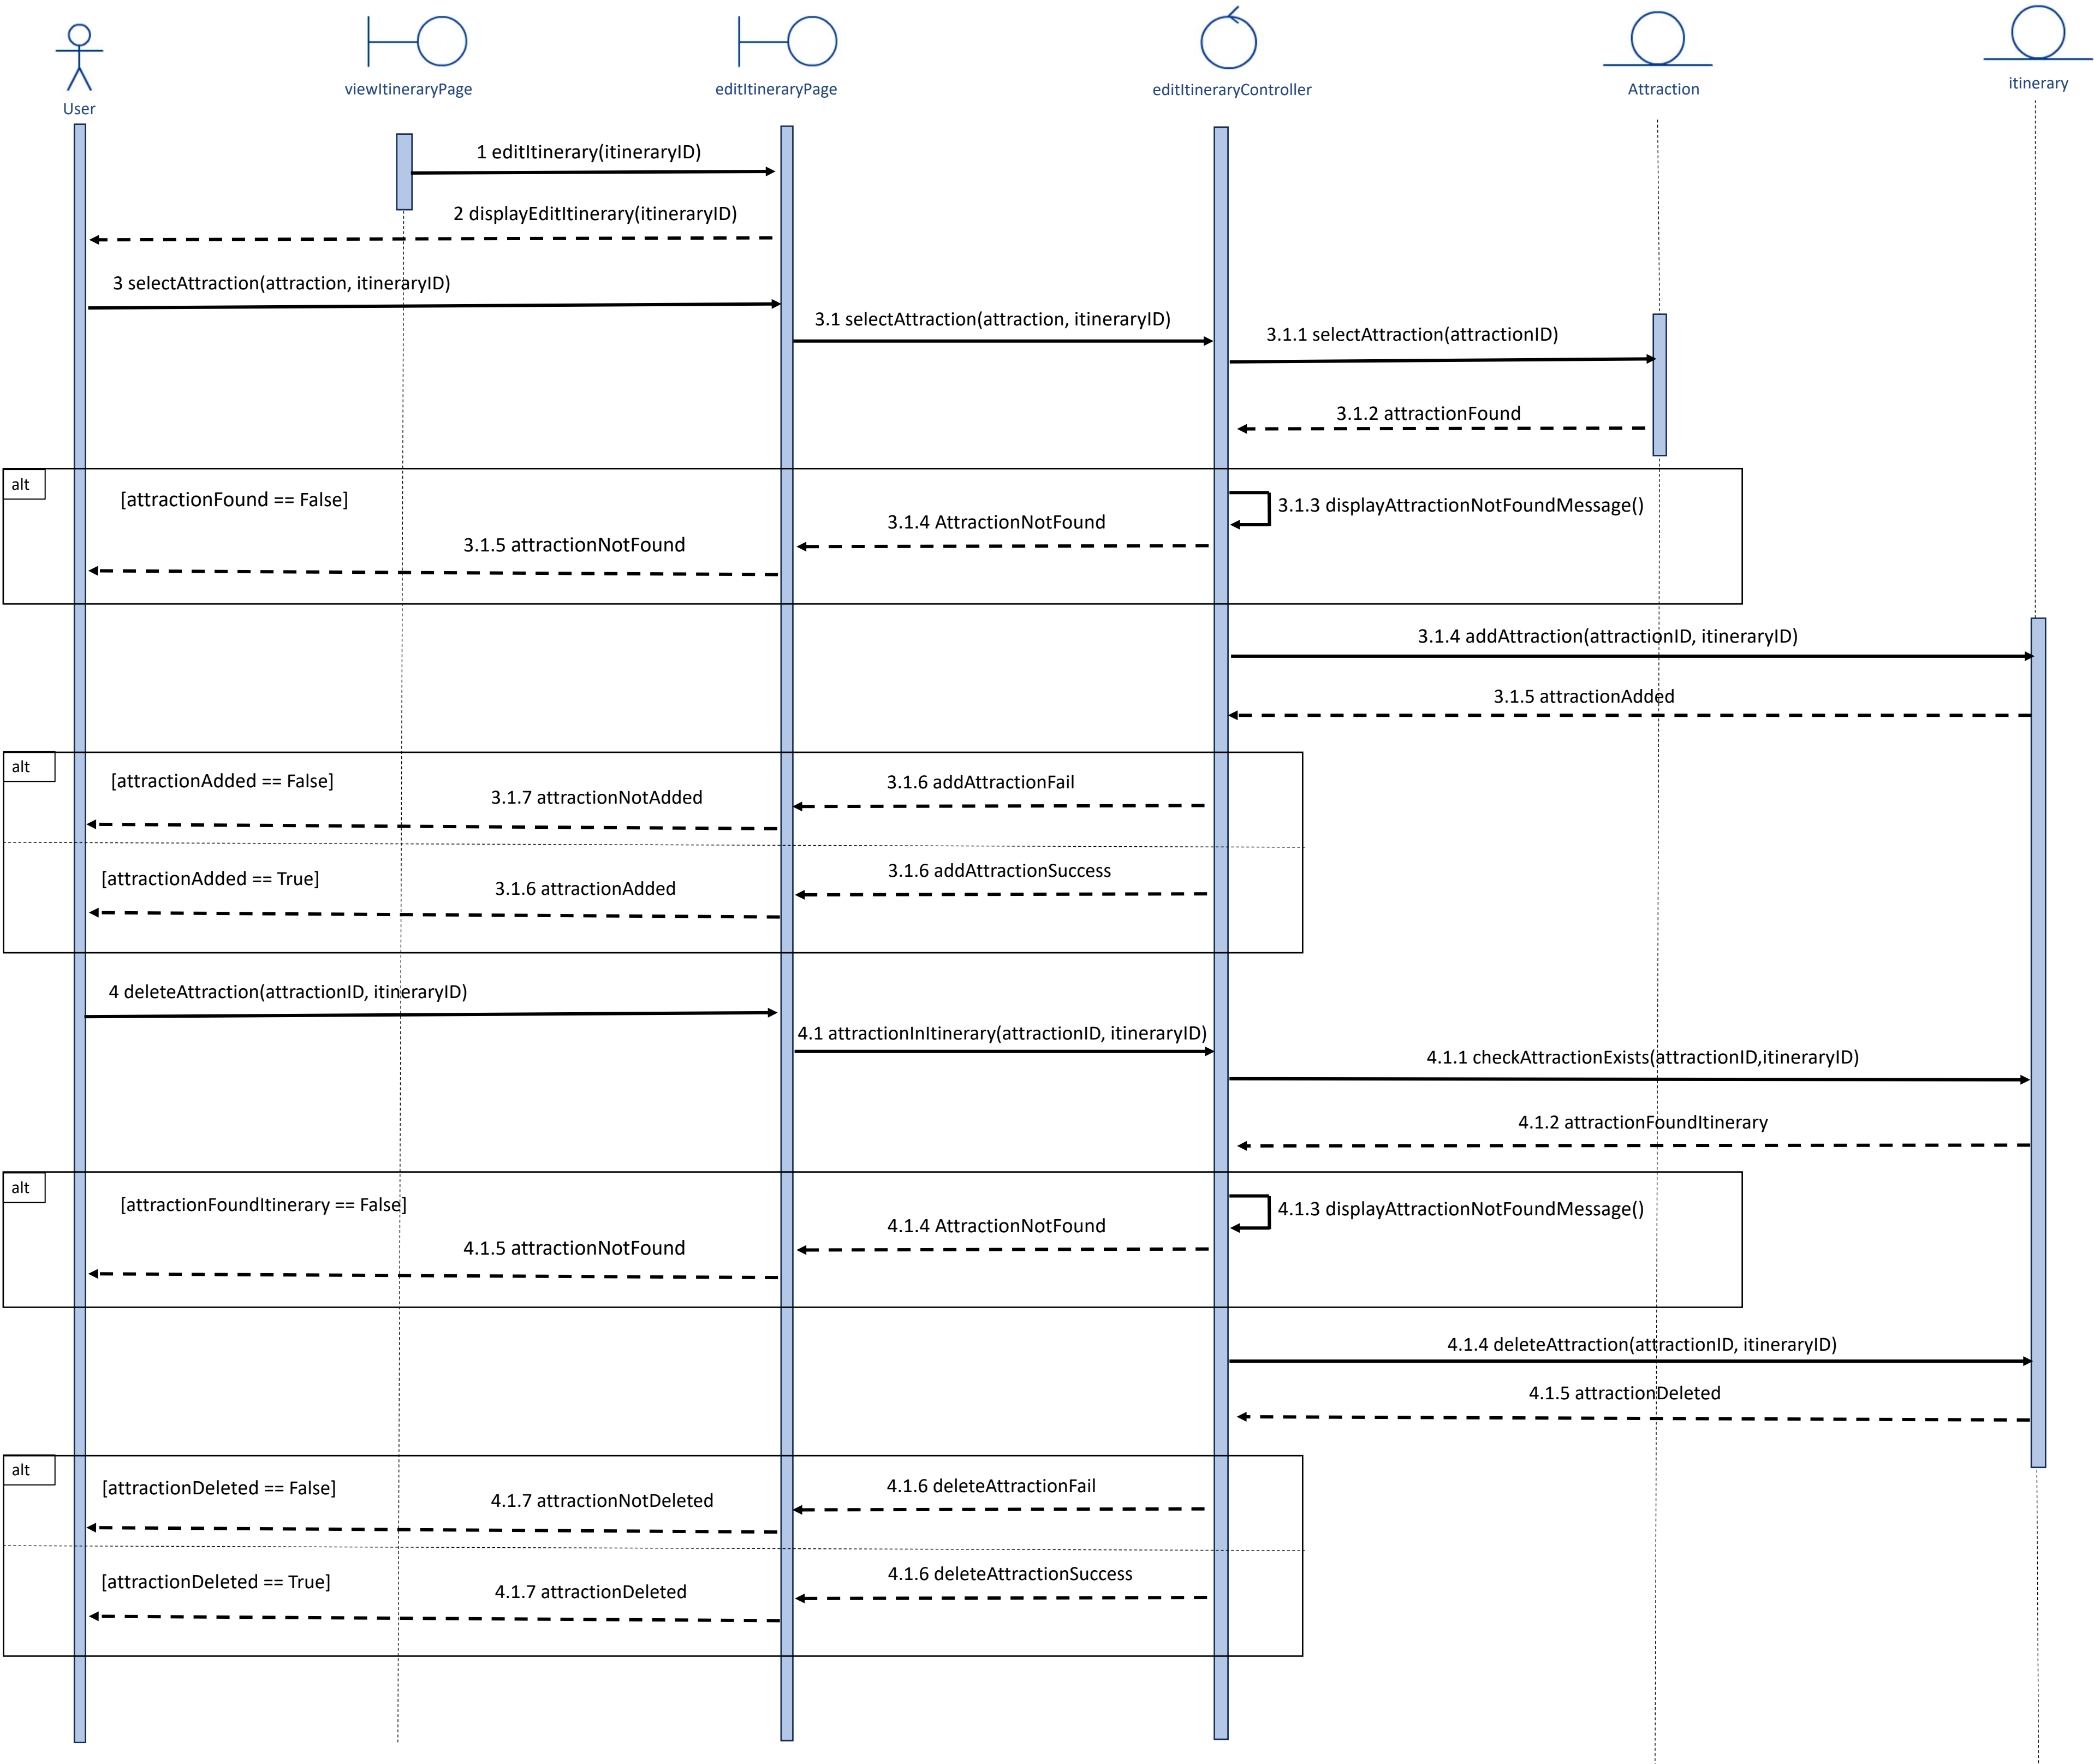 User
viewItineraryPage
editItineraryPage
editItineraryController
Attraction
itinerary
1 editItinerary(itineraryID)
2 displayEditItinerary(itineraryID)
3 selectAttraction(attraction, itineraryID)
3.1 selectAttraction(attraction, itineraryID)
3.1.1 selectAttraction(attractionID)
3.1.2 attractionFound
alt
[attractionFound == False]
3.1.3 displayAttractionNotFoundMessage()
3.1.4 AttractionNotFound
3.1.5 attractionNotFound
3.1.4 addAttraction(attractionID, itineraryID)
3.1.5 attractionAdded
alt
[attractionAdded == False]
3.1.6 addAttractionFail
3.1.7 attractionNotAdded
[attractionAdded == True]
3.1.6 addAttractionSuccess
3.1.6 attractionAdded
4 deleteAttraction(attractionID, itineraryID)
4.1 attractionInItinerary(attractionID, itineraryID)
4.1.1 checkAttractionExists(attractionID,itineraryID)
4.1.2 attractionFoundItinerary
alt
[attractionFoundItinerary == False]
4.1.3 displayAttractionNotFoundMessage()
4.1.4 AttractionNotFound
4.1.5 attractionNotFound
4.1.4 deleteAttraction(attractionID, itineraryID)
4.1.5 attractionDeleted
alt
[attractionDeleted == False]
4.1.6 deleteAttractionFail
4.1.7 attractionNotDeleted
[attractionDeleted == True]
4.1.6 deleteAttractionSuccess
4.1.7 attractionDeleted